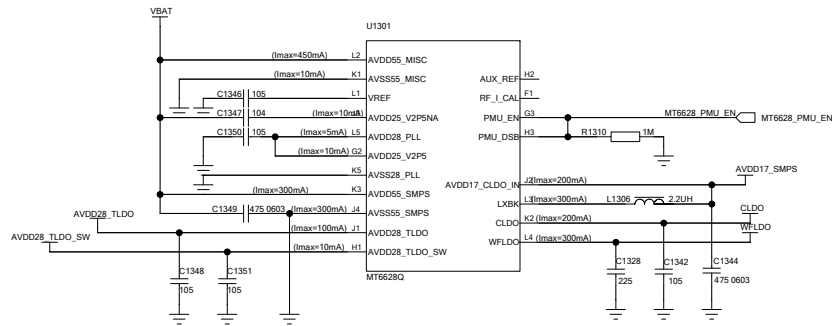 VBAT
U1301
(Imax=450mA) L2 AVDD55_MISC
(Imax=10mA) K1 AVSS55_MISC
AUX_REF H2
C1346 105 L1 VREF
RF_I_CAL F1
C1347 104 (Imax=10mA) AVDD25_V2P5NA
PMU_EN G3 MT6628_PMU_EN MT6628_PMU_EN
C1350 105 (Imax=5mA) L5 AVDD28_PLL
PMU_DSB H3 R1310 1M
(Imax=10mA) G2 AVDD25_V2P5
K5 AVSS28_PLL
AVDD17_SMPS
AVDD17_CLDO_IN J2 (Imax=200mA)
(Imax=300mA) K3 AVDD55_SMPS
LXBK L3 (Imax=300mA) L1306 2.2UH
C1349 475 0603 (Imax=300mA) J4 AVSS55_SMPS
CLDO
CLDO K2 (Imax=200mA)
AVDD28_TLDO
(Imax=100mA) J1 AVDD28_TLDO
WFLDO
WFLDO L4 (Imax=300mA)
AVDD28_TLDO_SW
(Imax=10mA) H1 AVDD28_TLDO_SW
MT6628Q
C1348 105
C1351 105
C1328 225
C1342 105
C1344 475 0603